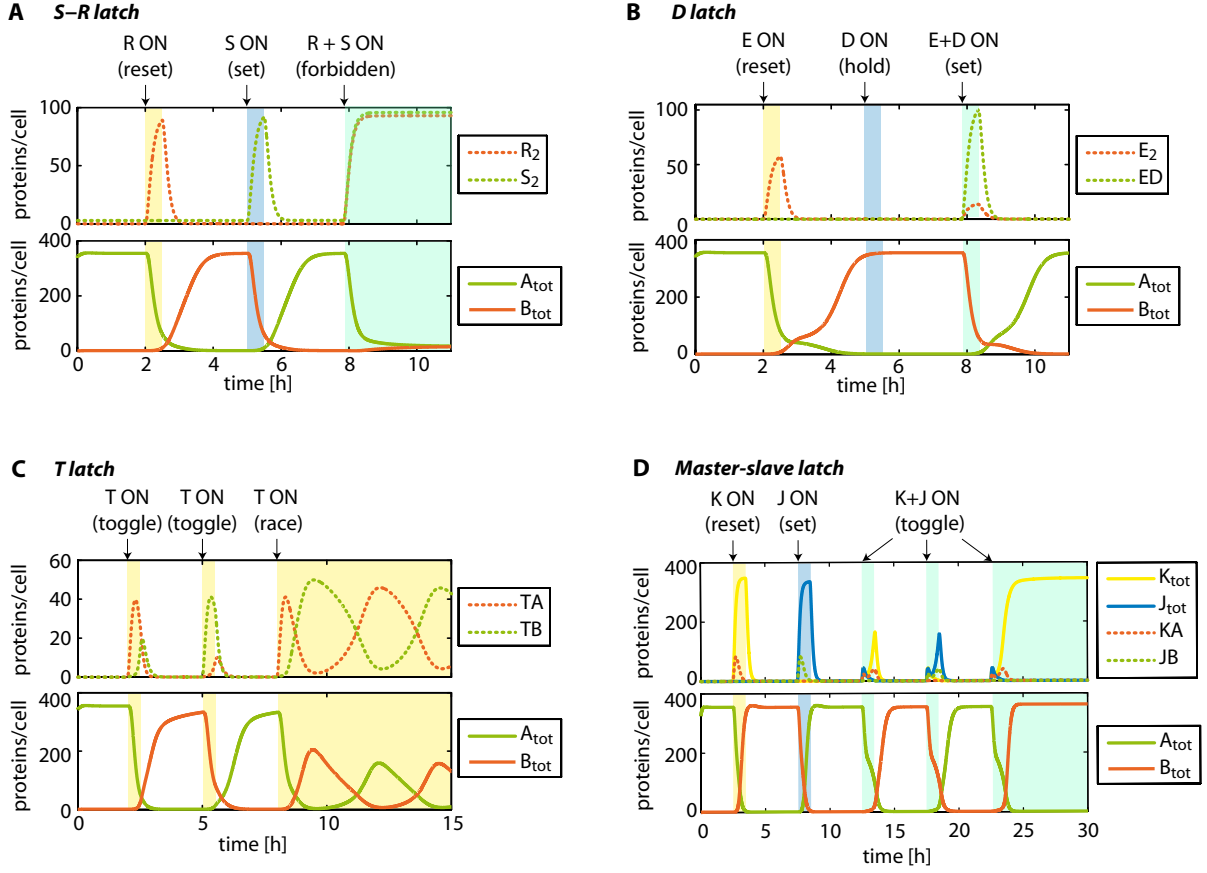 A S–R latch
R ON S ON R + S ON
(reset) (set) (forbidden)
proteins/cell
100
50
0
R2
S2
proteins/cell
400
200
0
Atot
Btot
0 2 4 6 8 10
time [h]
B D latch
E ON D ON E+D ON
(reset) (hold) (set)
proteins/cell
100
50
0
E2
ED
proteins/cell
400
200
0
Atot
Btot
0 2 4 6 8 10
time [h]
C T latch
T ON T ON T ON
(toggle) (toggle) (race)
proteins/cell
60
40
20
0
TA
TB
proteins/cell
400
200
0
Atot
Btot
0 5 10 15
time [h]
D Master-slave latch
K ON J ON K+J ON
(reset) (set) (toggle)
proteins/cell
400
200
0
Ktot
Jtot
KA
JB
proteins/cell
400
200
0
Atot
Btot
0 5 10 15 20 25 30
time [h]